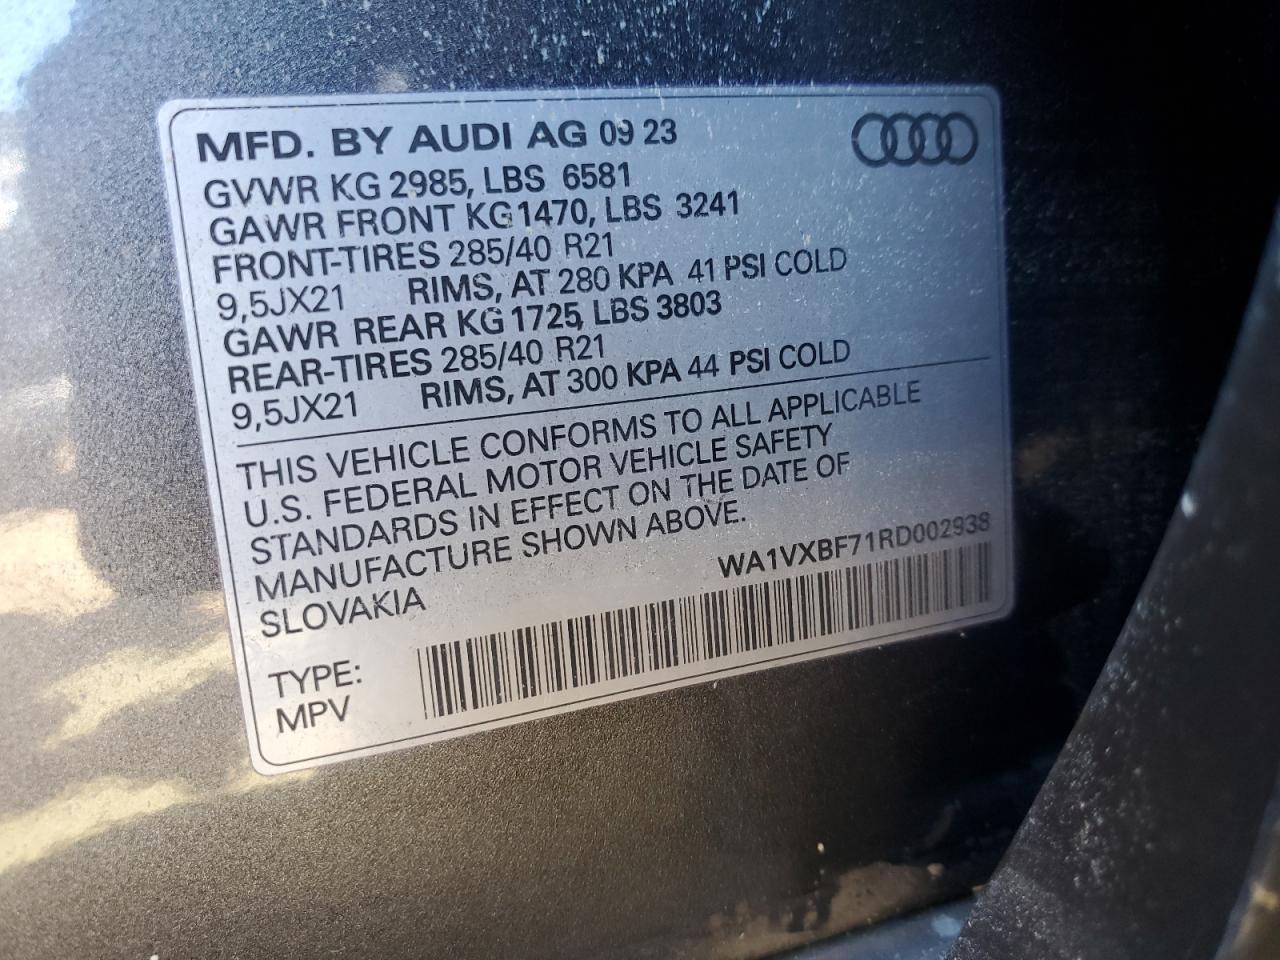 MFD. BY AUDI AG 09 23
GVWR KG 2985, LBS 6581
GAWR FRONT KG 1470, LBS 3241
FRONT-TIRES 285/40 R21
9,5JX21 RIMS, AT 280 KPA 41 PSI COLD
GAWR REAR KG 1725, LBS 3803
REAR-TIRES 285/40 R21
9,5JX21 RIMS, AT 300 KPA 44 PSI COLD
THIS VEHICLE CONFORMS TO ALL APPLICABLE
U.S. FEDERAL MOTOR VEHICLE SAFETY
STANDARDS IN EFFECT ON THE DATE OF
MANUFACTURE SHOWN ABOVE.
SLOVAKIA
WA1VXBF71RD002938
TYPE:
MPV